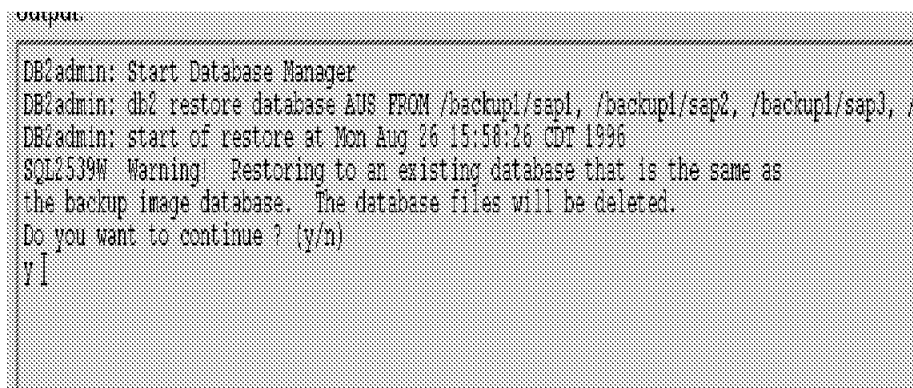 Output:
DB2admin: Start Database Manager
DB2admin: db2 restore database AUS FROM /backup1/sap1, /backup1/sap2, /backup1/sap3, /
DB2admin: start of restore at Mon Aug 26 15:58:26 CDT 1996
SQL2539W Warning! Restoring to an existing database that is the same as
the backup image database. The database files will be deleted.
Do you want to continue ? (y/n)
y